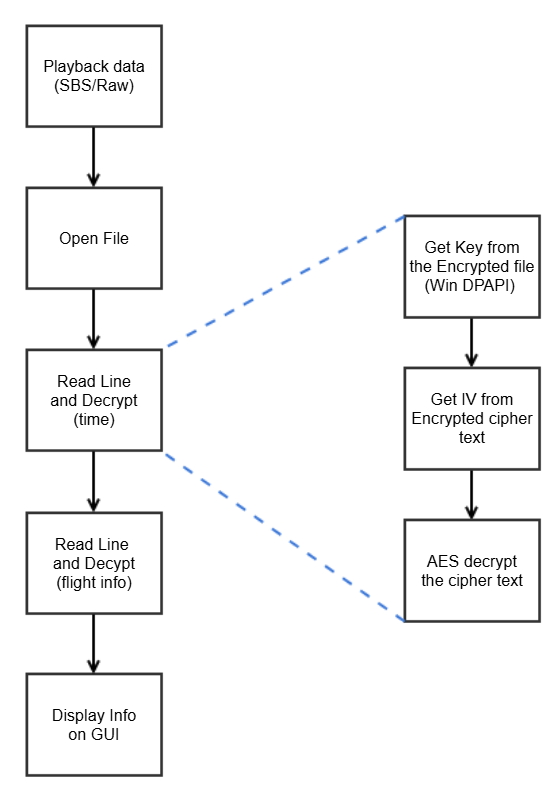 Playback data
(SBS/Raw)
Open File
Read Line
and Decrypt
(time)
Read Line
and Decypt
(flight info)
Display Info
on GUI
Get Key from
the Encrypted file
(Win DPAPI)
Get IV from
Encrypted cipher
text
AES decrypt
the cipher text